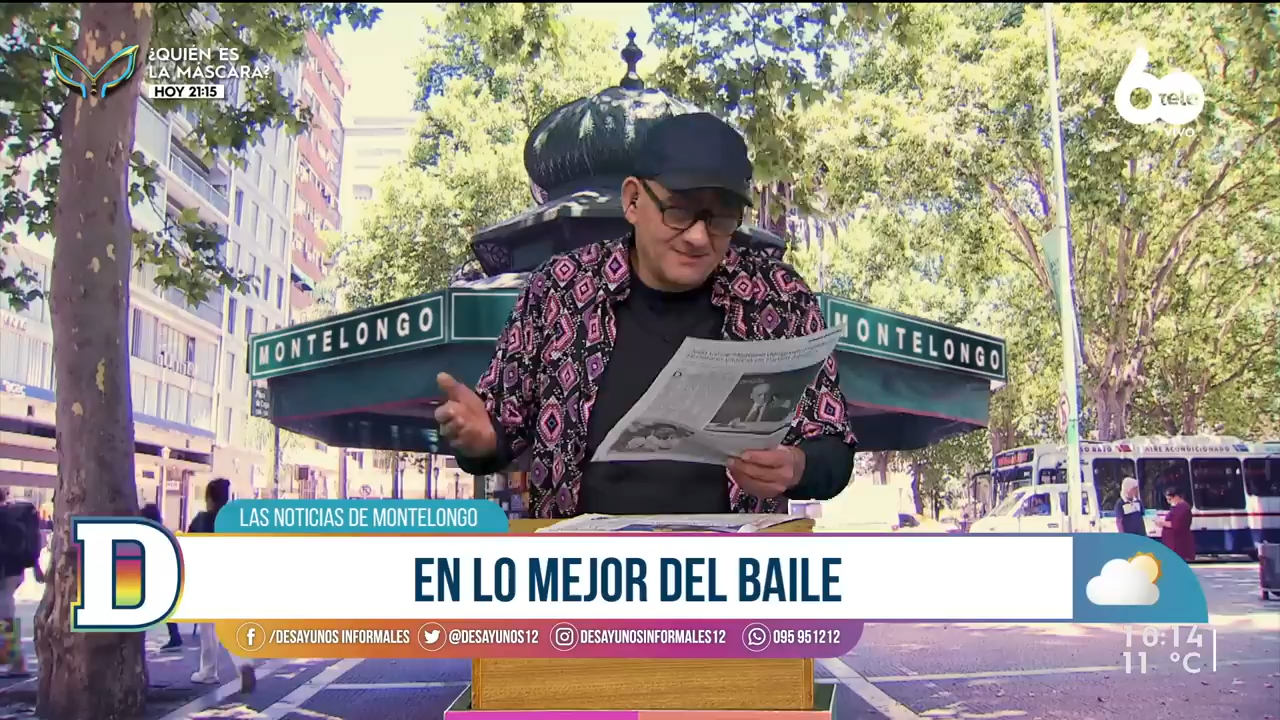 ¿QUIÉN ES
LA MÁSCARA?
HOY 21:15
60
tele
VIVO
MONTELONGO
MONTELONGO
AIRE ACONDICIONADO
LAS NOTICIAS DE MONTELONGO
D
EN LO MEJOR DEL BAILE
/DESAYUNOS INFORMALES
@DESAYUNOS12
DESAYUNOSINFORMALES12
095 951212
10:14
11 °C